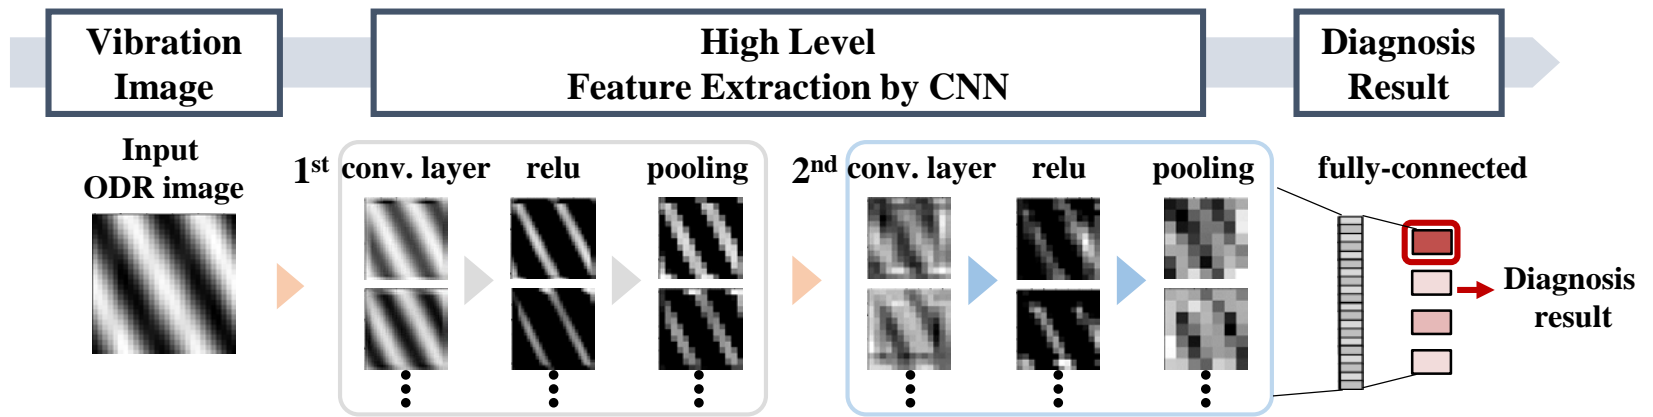 Vibration
Image
High Level
Feature Extraction by CNN
Diagnosis
Result
Input
ODR image
1st conv. layer relu pooling
2nd conv. layer relu pooling
fully-connected
Diagnosis
result